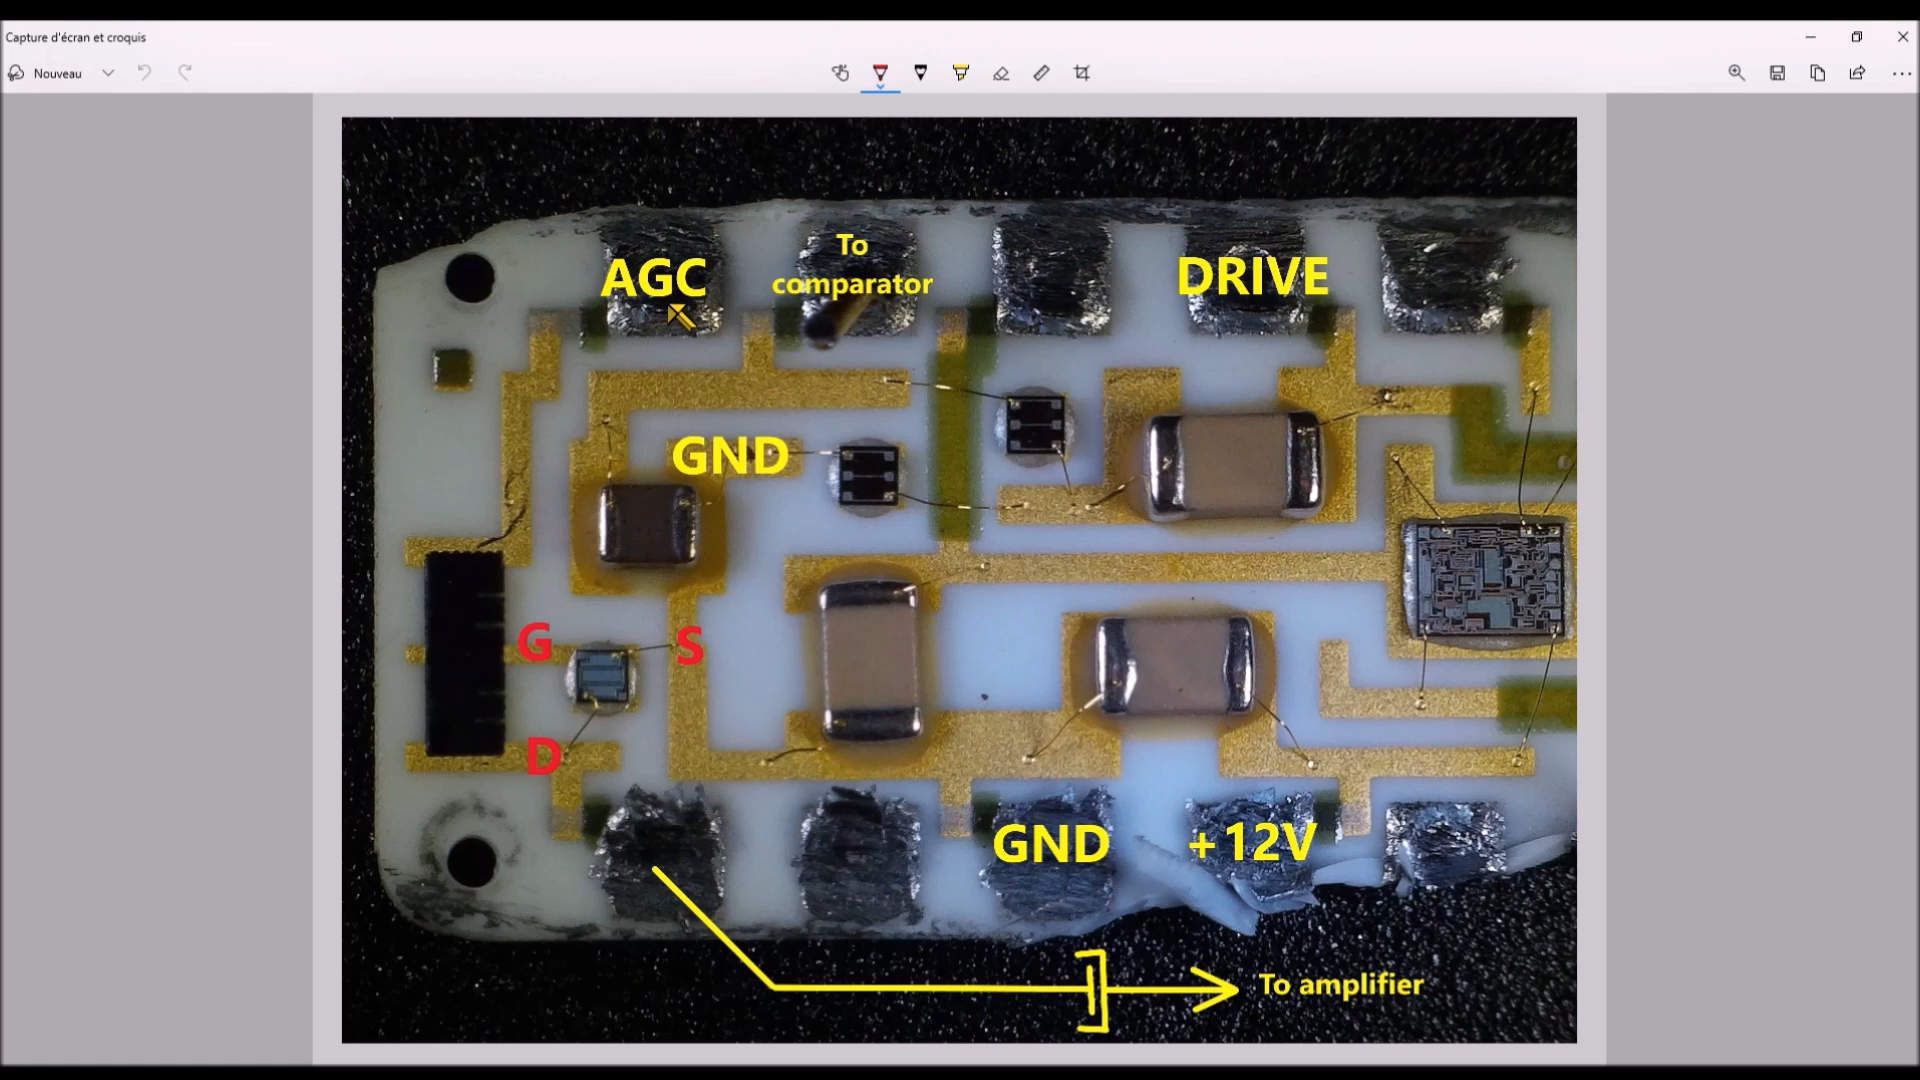 Capture d'écran et croquis
Nouveau
AGC
To
comparator
DRIVE
GND
G
S
D
GND
+12V
To amplifier